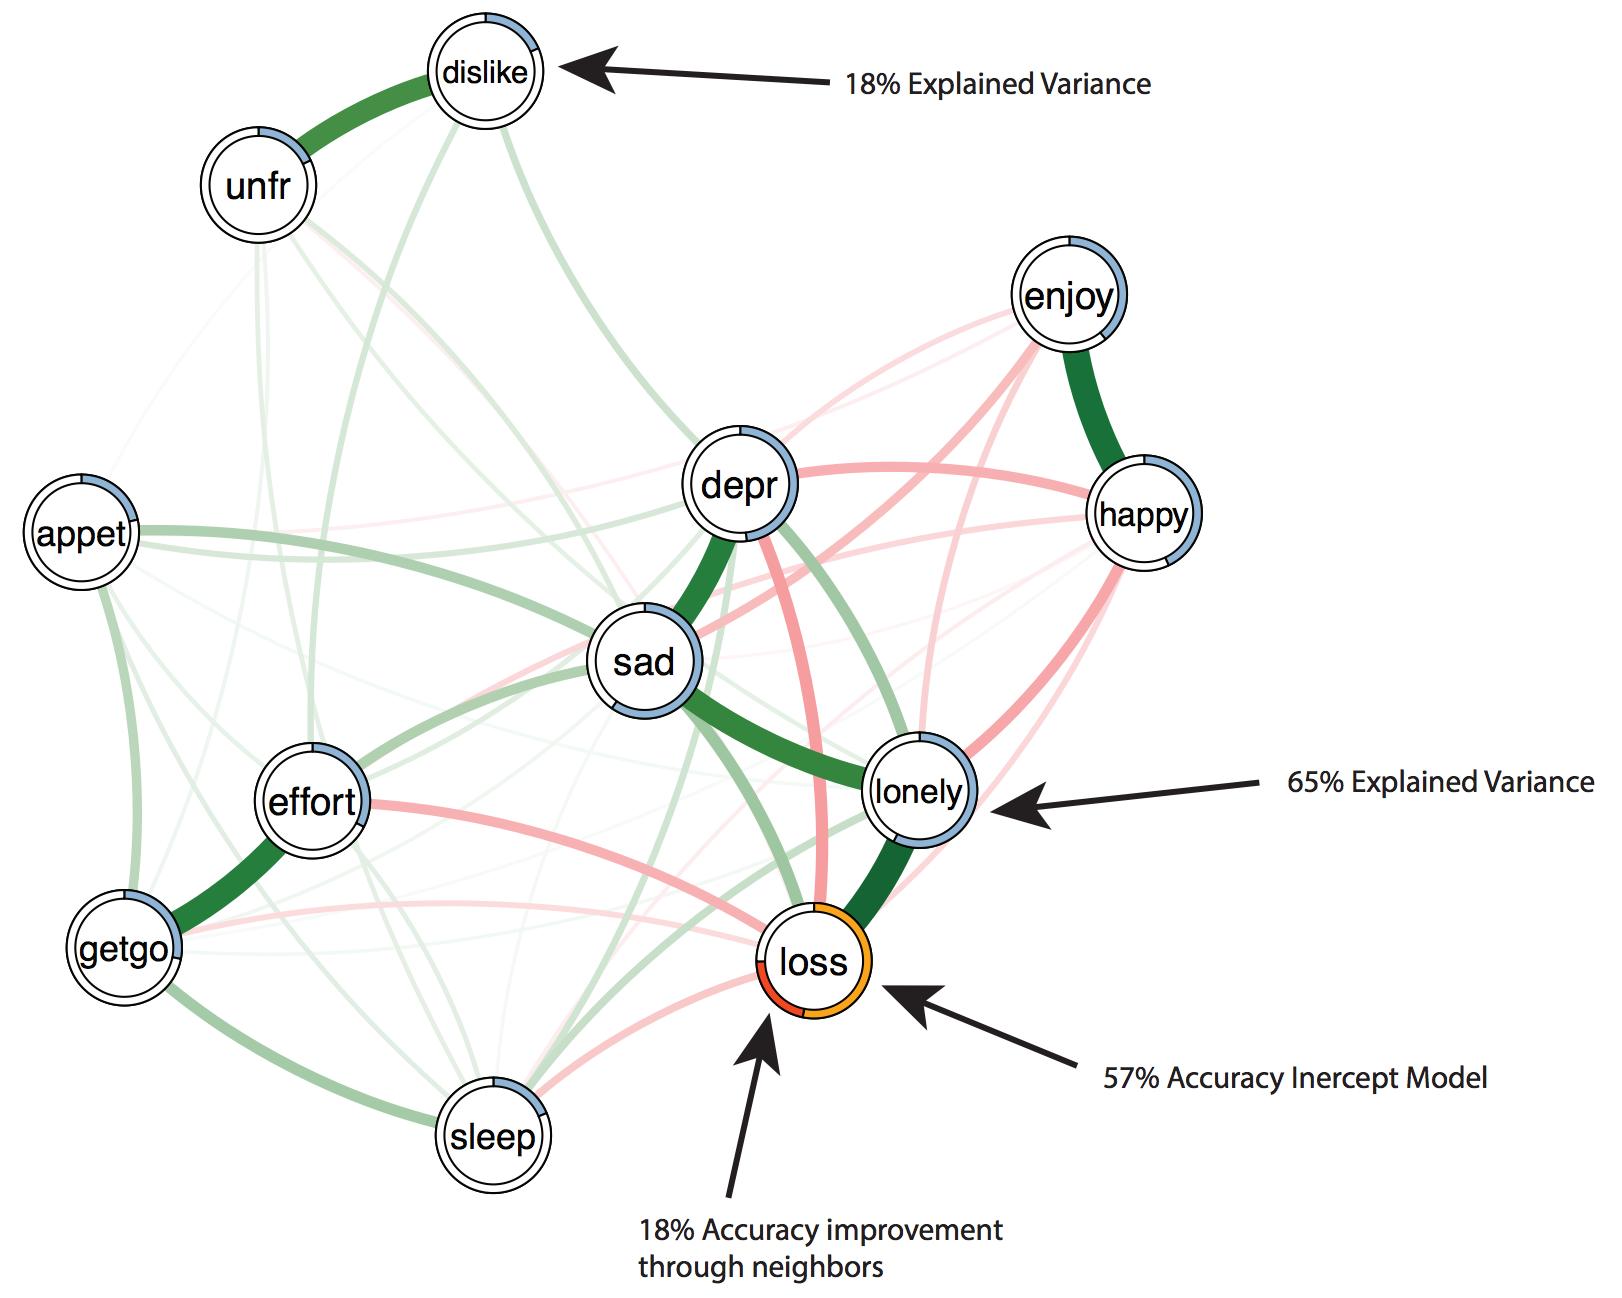 dislike
18% Explained Variance
unfr
enjoy
depr
happy
appet
sad
lonely
65% Explained Variance
effort
getgo
loss
57% Accuracy Inercept Model
sleep
18% Accuracy improvement
through neighbors